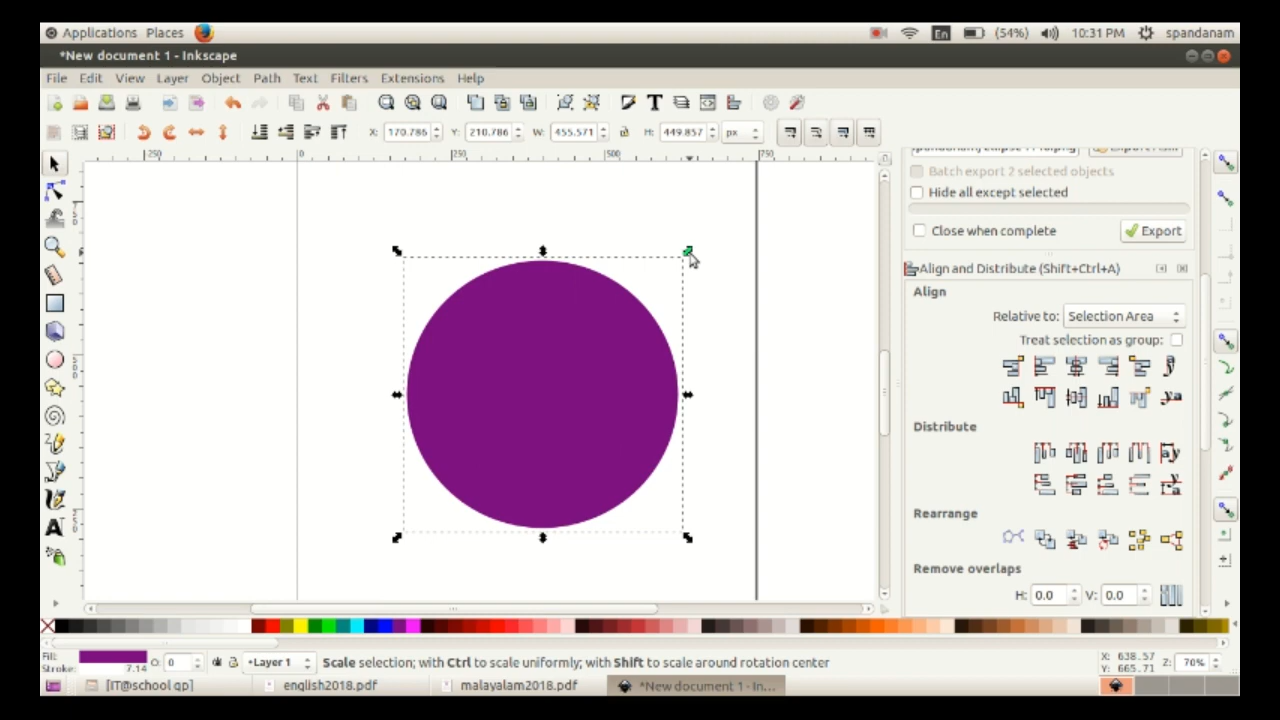 Applications Places En (54%) 10:31 PM spandanam
*New document 1 - Inkscape
File Edit View Layer Object Path Text Filters Extensions Help
X: 170.786 Y: 210.786 W: 455.571 H: 449.857 px
-250 0 250 500 750
Batch export 2 selected objects
Hide all except selected
Close when complete Export
Align and Distribute (Shift+Ctrl+A)
Align
Relative to: Selection Area
Treat selection as group:
Distribute
Rearrange
Remove overlaps
H: 0.0 V: 0.0
Fill:
Stroke: 7.14 O: 0 •Layer 1 Scale selection; with Ctrl to scale uniformly; with Shift to scale around rotation center X: 638.57 Y: 665.71 Z: 70%
[IT@school qp] english2018.pdf malayalam2018.pdf *New document 1 - In...